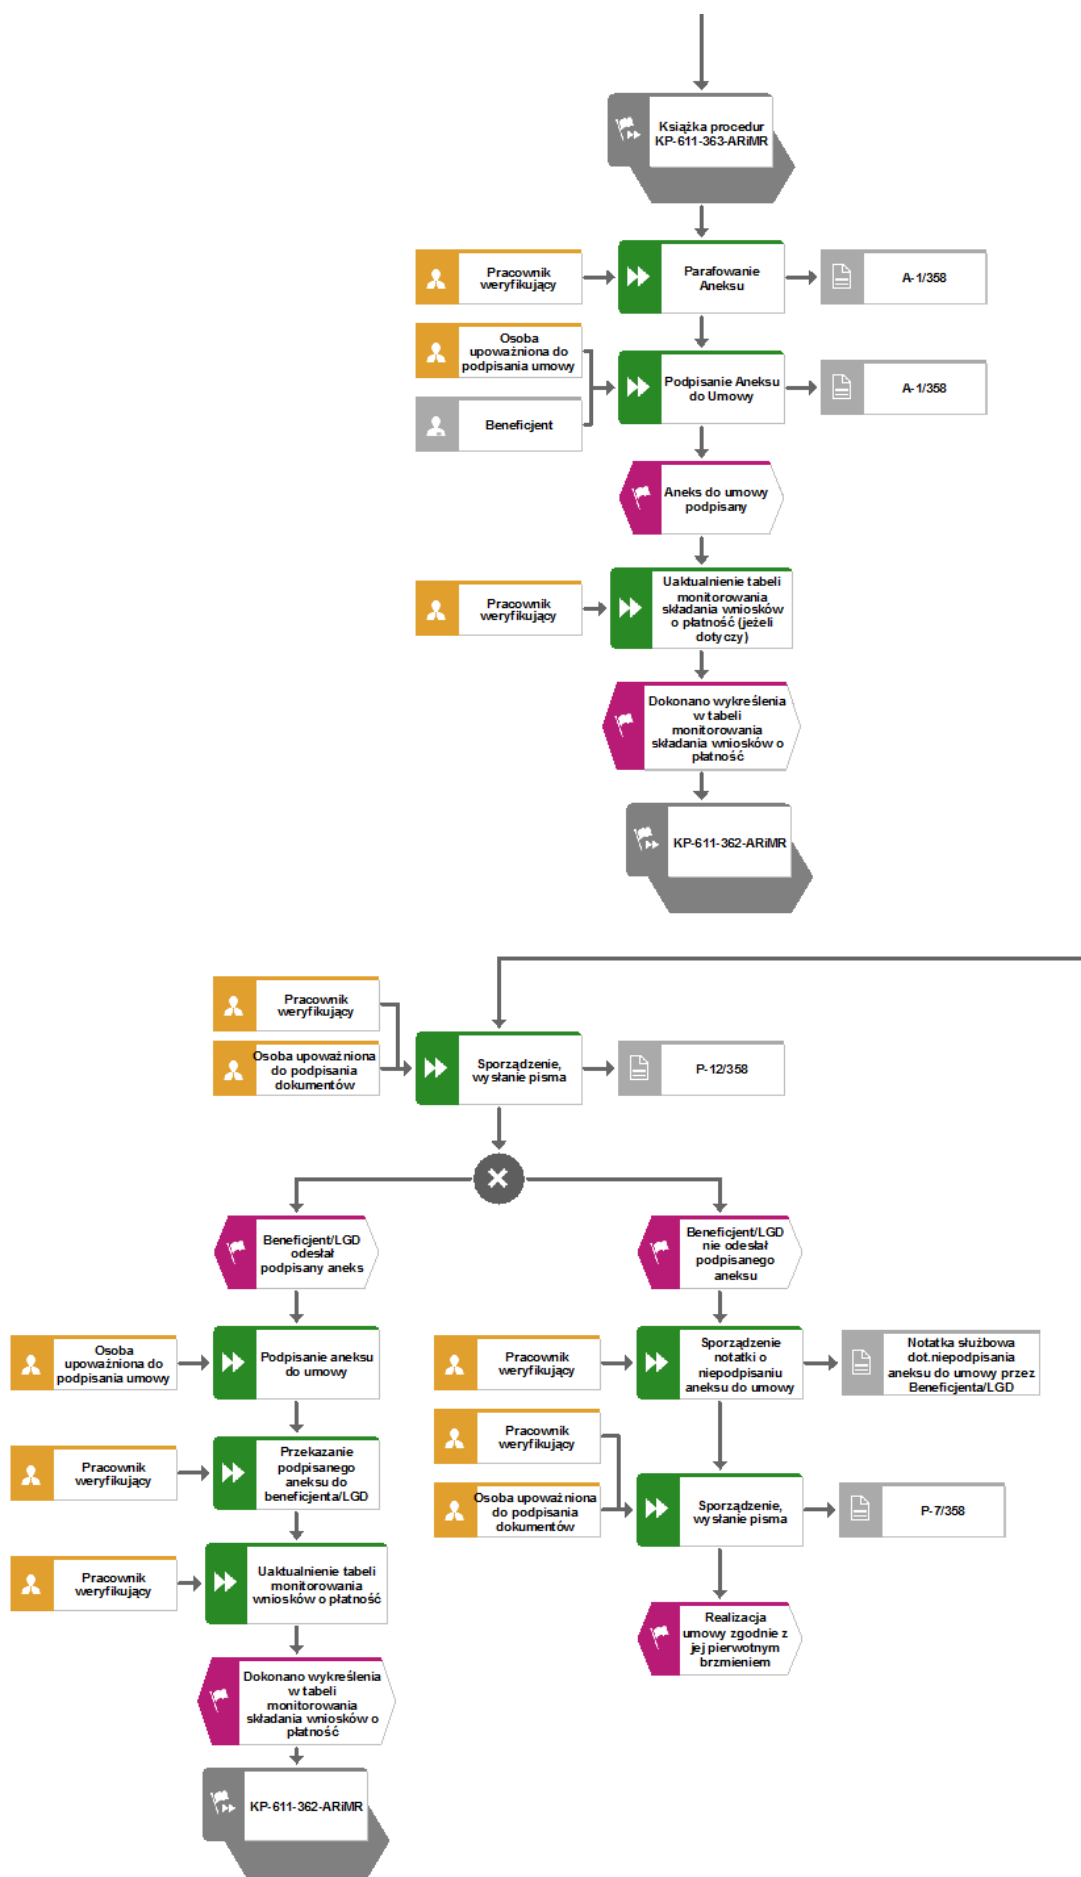 Książka procedur
KP-611-363-ARiMR
Pracownik
weryfikujący
Parafowanie
Aneksu
A-1/358
Osoba
upoważniona do
podpisania umowy
Beneficjent
Podpisanie Aneksu
do Umowy
A-1/358
Aneks do umowy
podpisany
Pracownik
weryfikujący
Uaktualnienie tabeli
monitorowania
składania wniosków
o płatność (jeżeli
dotyczy)
Dokonano wykreślenia
w tabeli
monitorowania
składania wniosków o
płatność
KP-611-362-ARiMR
Pracownik
weryfikujący
Osoba upoważniona
do podpisania
dokumentów
Sporządzenie,
wysłanie pisma
P-12/358
Beneficjent/LGD
odesłał
podpisany aneks
Beneficjent/LGD
nie odesłał
podpisanego
aneksu
Osoba
upoważniona do
podpisania umowy
Podpisanie aneksu do
umowy
Pracownik
weryfikujący
Sporządzenie
notatki o
niepodpisaniu
aneksu do umowy
Notatka służbowa
dot.niepodpisania
aneksu do umowy przez
Beneficjenta/LGD
Pracownik
weryfikujący
Przekazanie
podpisanego
aneksu do
beneficjenta/LGD
Pracownik
weryfikujący
Osoba upoważniona
do podpisania
dokumentów
Sporządzenie,
wysłanie pisma
P-7/358
Pracownik
weryfikujący
Uaktualnienie tabeli
monitorowania
wniosków o płatność
Realizacja
umowy zgodnie z
jej pierwotnym
brzmieniem
Dokonano wykreślenia
w tabeli
monitorowania
składania wniosków o
płatność
KP-611-362-ARiMR